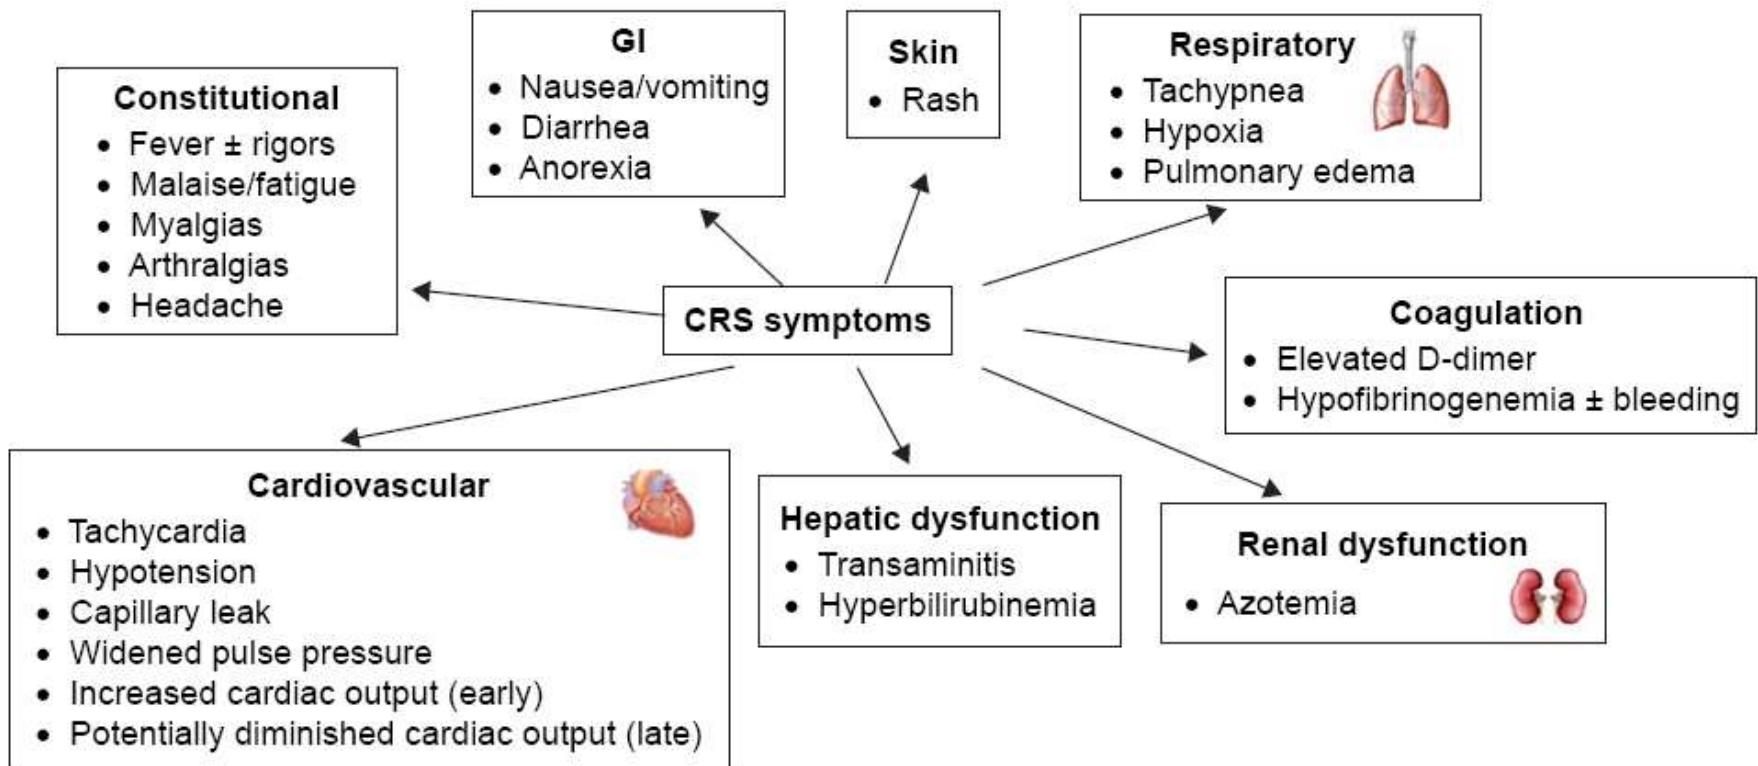 Constitutional
• Fever ± rigors
• Malaise/fatigue
• Myalgias
• Arthralgias
• Headache
GI
• Nausea/vomiting
• Diarrhea
• Anorexia
Skin
• Rash
Respiratory
• Tachypnea
• Hypoxia
• Pulmonary edema
CRS symptoms
Coagulation
• Elevated D-dimer
• Hypofibrinogenemia ± bleeding
Cardiovascular
• Tachycardia
• Hypotension
• Capillary leak
• Widened pulse pressure
• Increased cardiac output (early)
• Potentially diminished cardiac output (late)
Hepatic dysfunction
• Transaminitis
• Hyperbilirubinemia
Renal dysfunction
• Azotemia